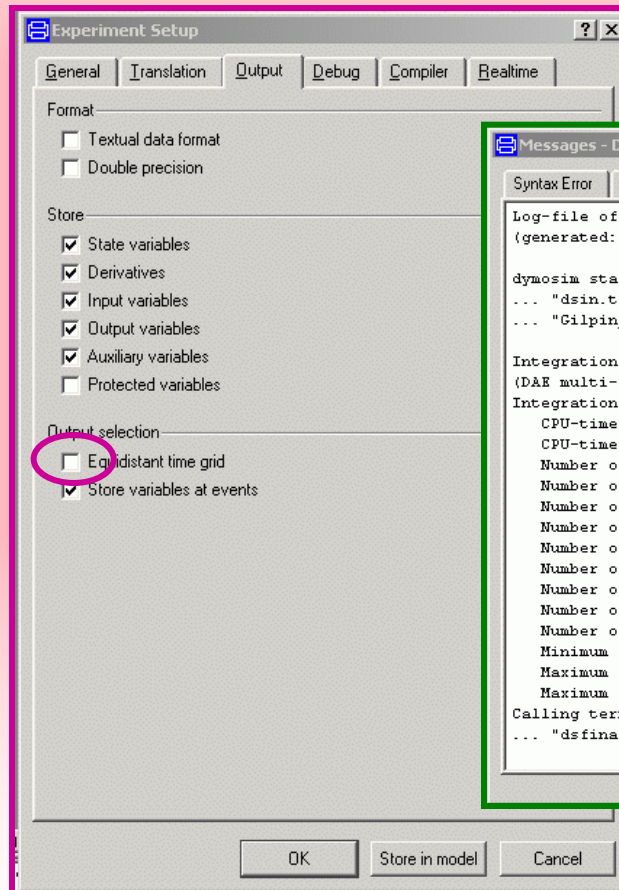 Experiment Setup
General Translation Output Debug Compiler Realtime
Format
Textual data format
Double precision
Store
State variables
Derivatives
Input variables
Output variables
Auxiliary variables
Protected variables
Output selection
Equidistant time grid
Store variables at events
OK Store in model Cancel
Messages - D
Syntax Error
Log-file of
(generated:
dymosim sta
... "dsin.t
... "Gilpin
Integration
(DAE multi-
Integration
CPU-time
CPU-time
Number o
Number o
Number o
Number o
Number o
Number o
Number o
Number o
Number o
Minimum
Maximum
Maximum
Calling ter
... "dsfina